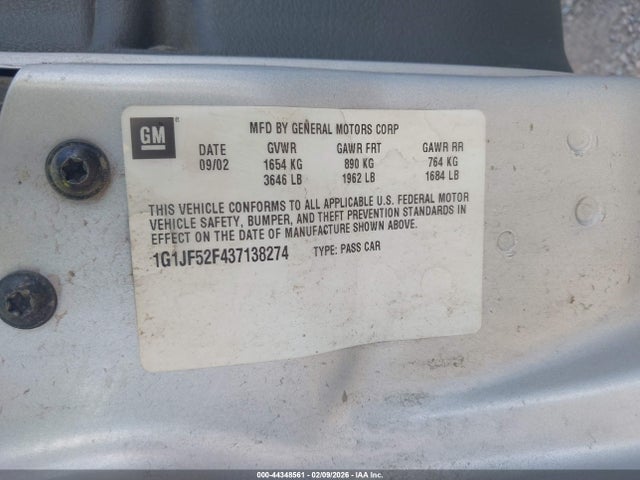 GM
MFD BY GENERAL MOTORS CORP
DATE GVWR GAWR FRT GAWR RR
09/02 1654 KG 890 KG 764 KG
3646 LB 1962 LB 1684 LB
THIS VEHICLE CONFORMS TO ALL APPLICABLE U.S. FEDERAL MOTOR
VEHICLE SAFETY, BUMPER, AND THEFT PREVENTION STANDARDS IN
EFFECT ON THE DATE OF MANUFACTURE SHOWN ABOVE.
1G1JF52F437138274 TYPE: PASS CAR
000-44348561 - 02/09/2026 - IAA Inc.